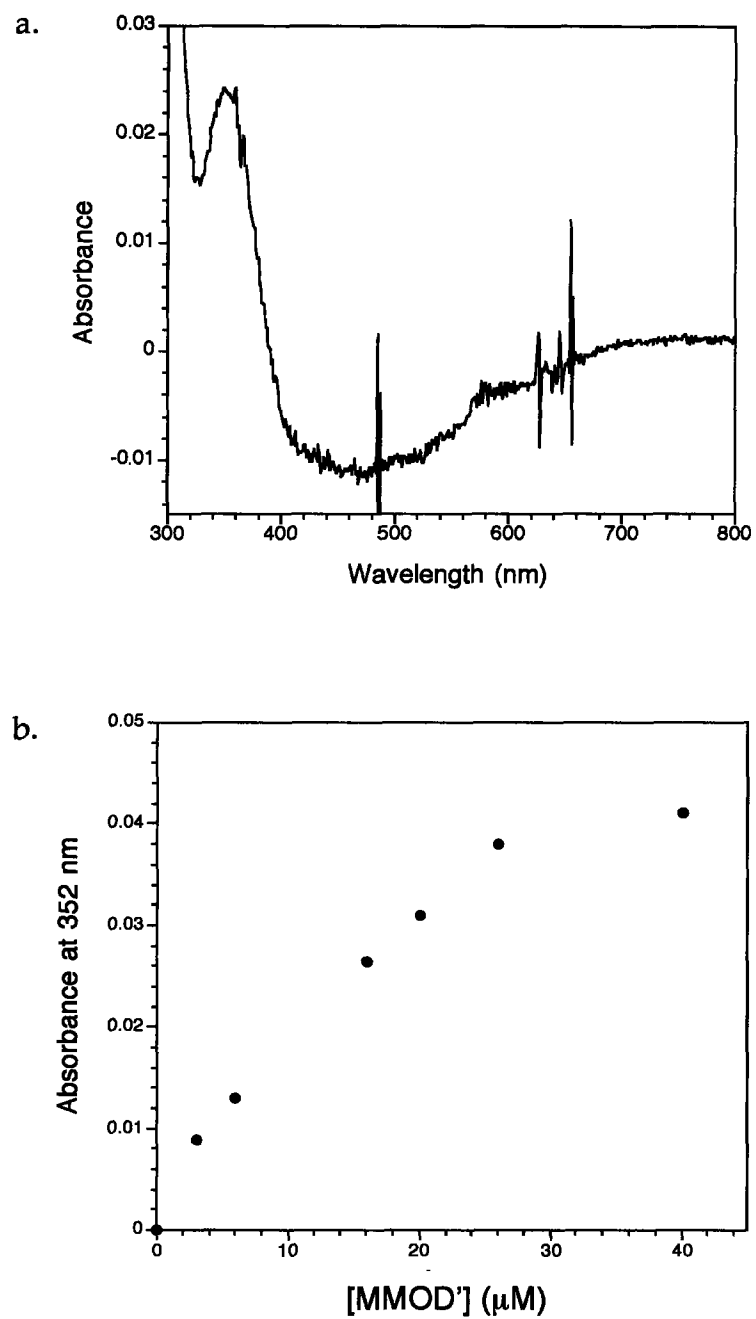 a.
0.03
0.02
0.01
0
-0.01
Absorbance
300 400 500 600 700 800
Wavelength (nm)
b.
0.05
0.04
0.03
0.02
0.01
0
Absorbance at 352 nm
0 10 20 30 40
[MMOD'] (μM)